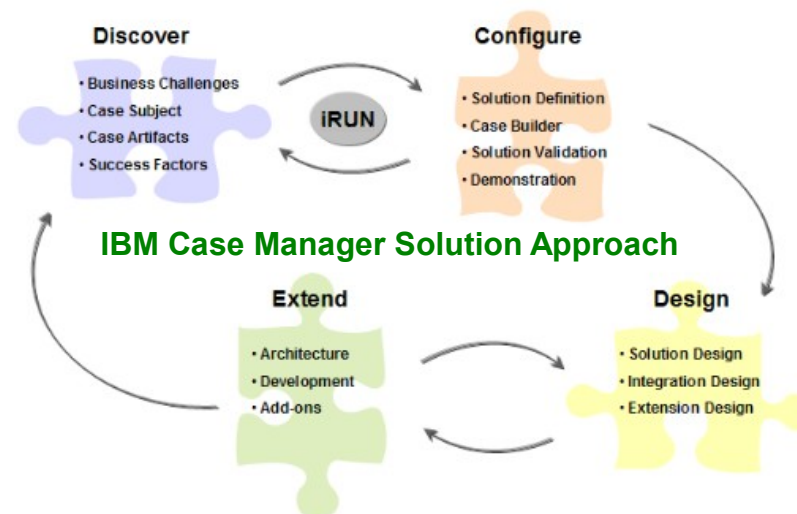 Discover
• Business Challenges
• Case Subject
• Case Artifacts
• Success Factors
iRUN
Configure
• Solution Definition
• Case Builder
• Solution Validation
• Demonstration
IBM Case Manager Solution Approach
Extend
• Architecture
• Development
• Add-ons
Design
• Solution Design
• Integration Design
• Extension Design